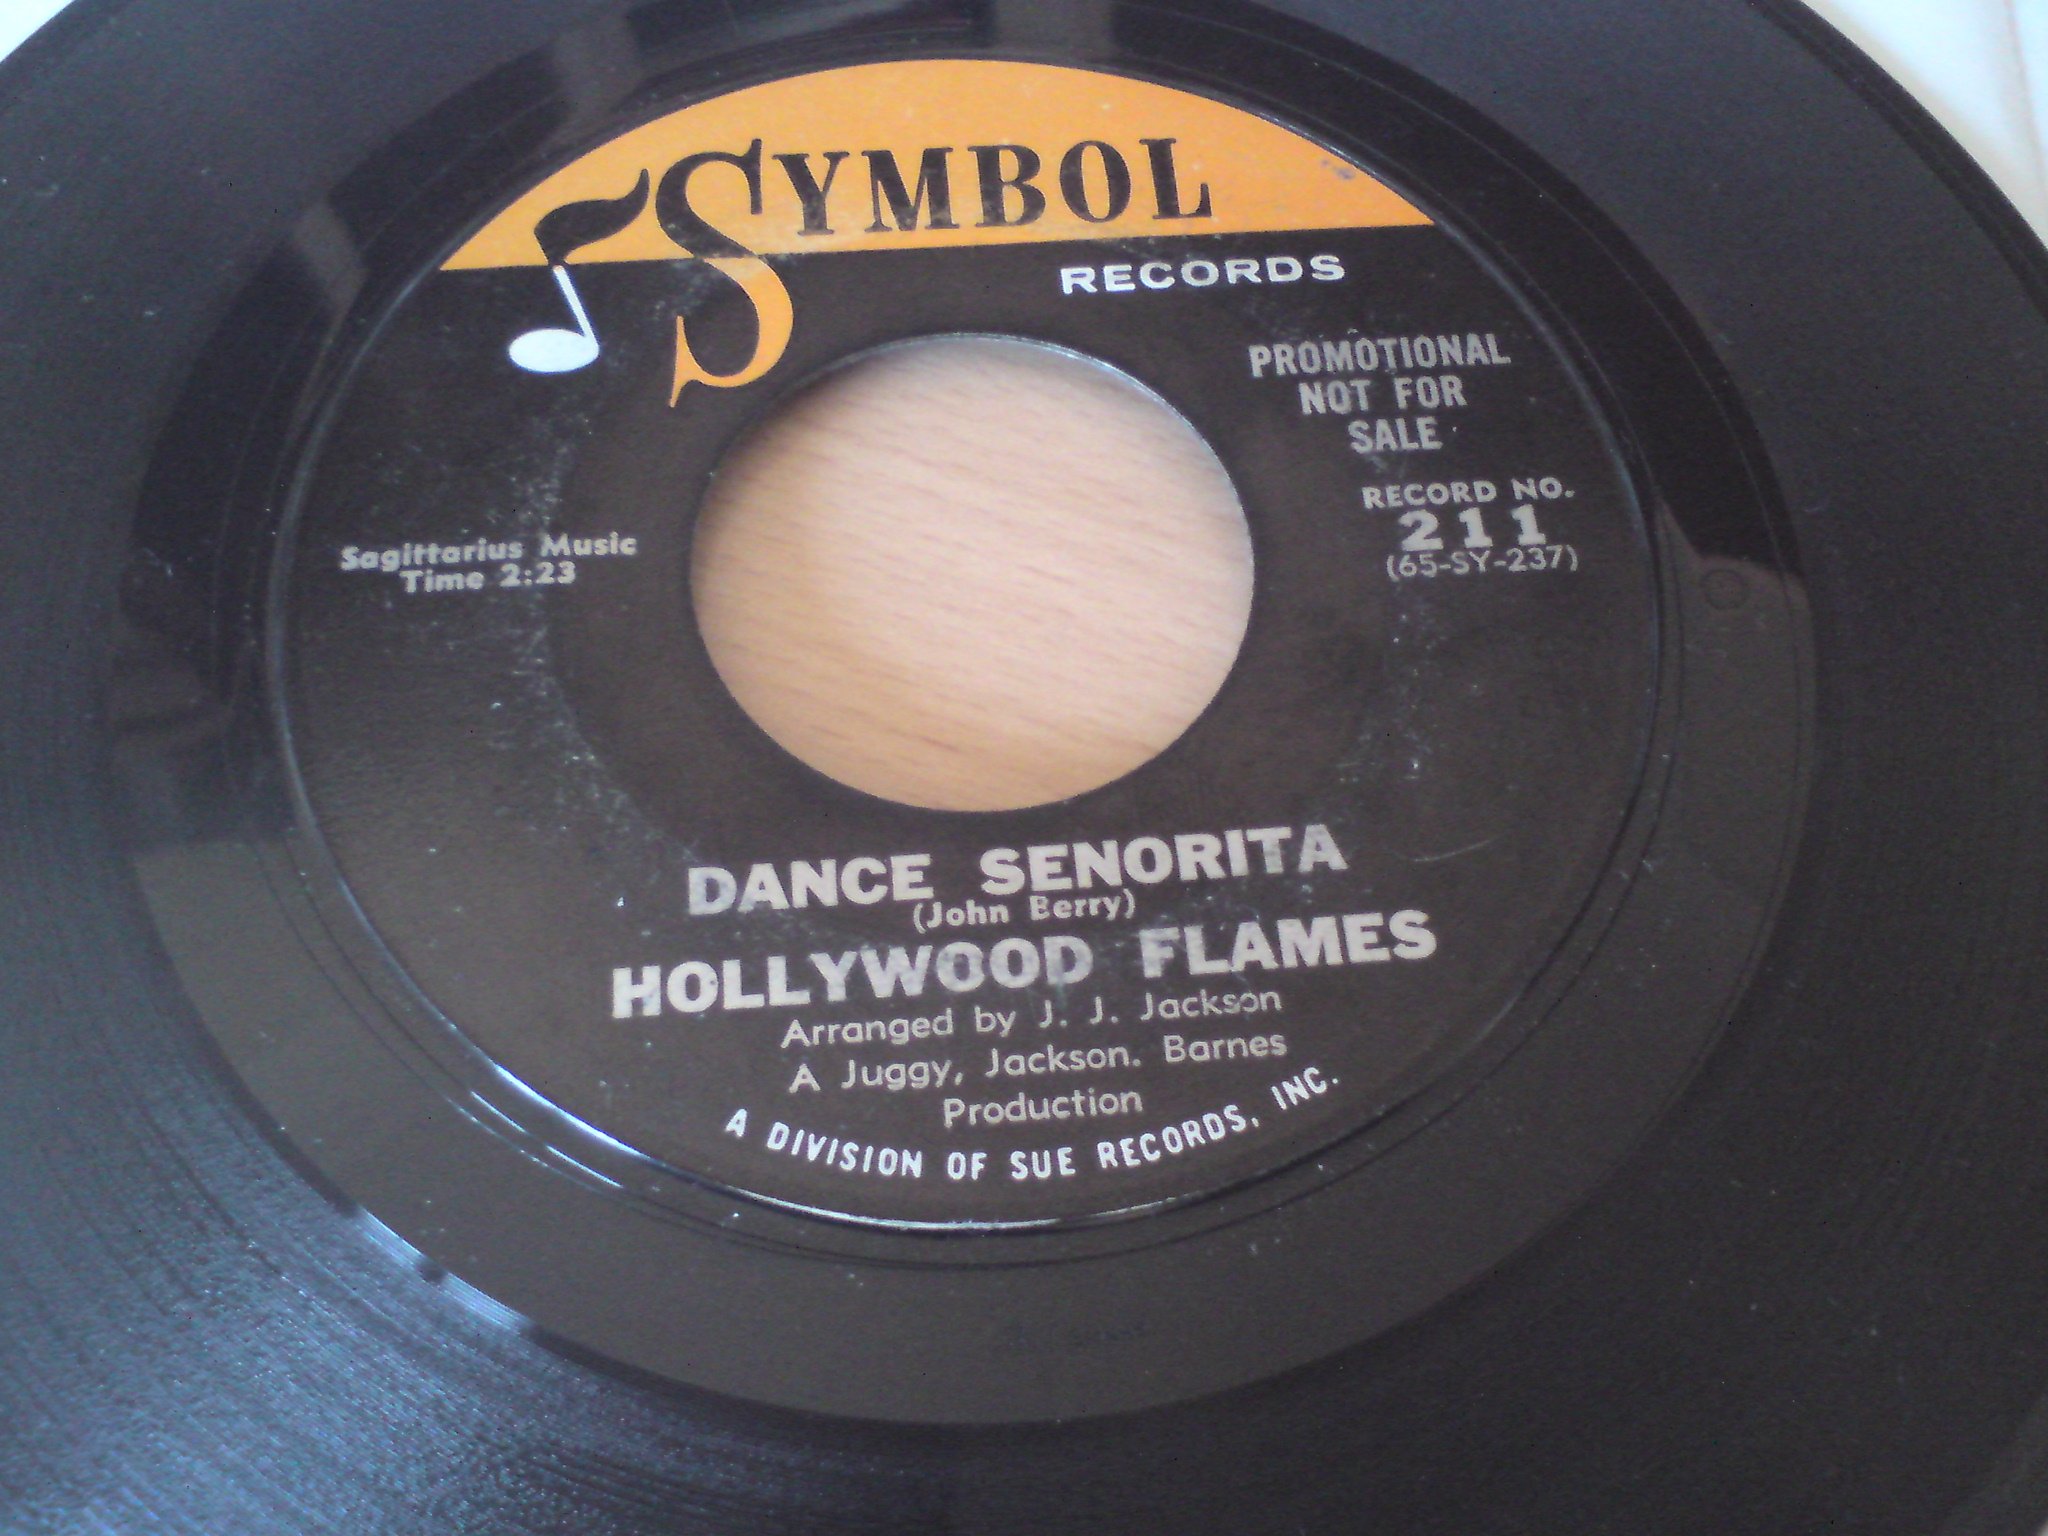 SYMBOL
RECORDS
PROMOTIONAL
NOT FOR
SALE
RECORD NO.
211
(65-SY-237)
Sagittarius Music
Time 2:23
DANCE SENORITA
(John Berry)
HOLLYWOOD FLAMES
Arranged by J. J. Jackson
A Juggy, Jackson. Barnes
Production
A DIVISION OF SUE RECORDS, INC.